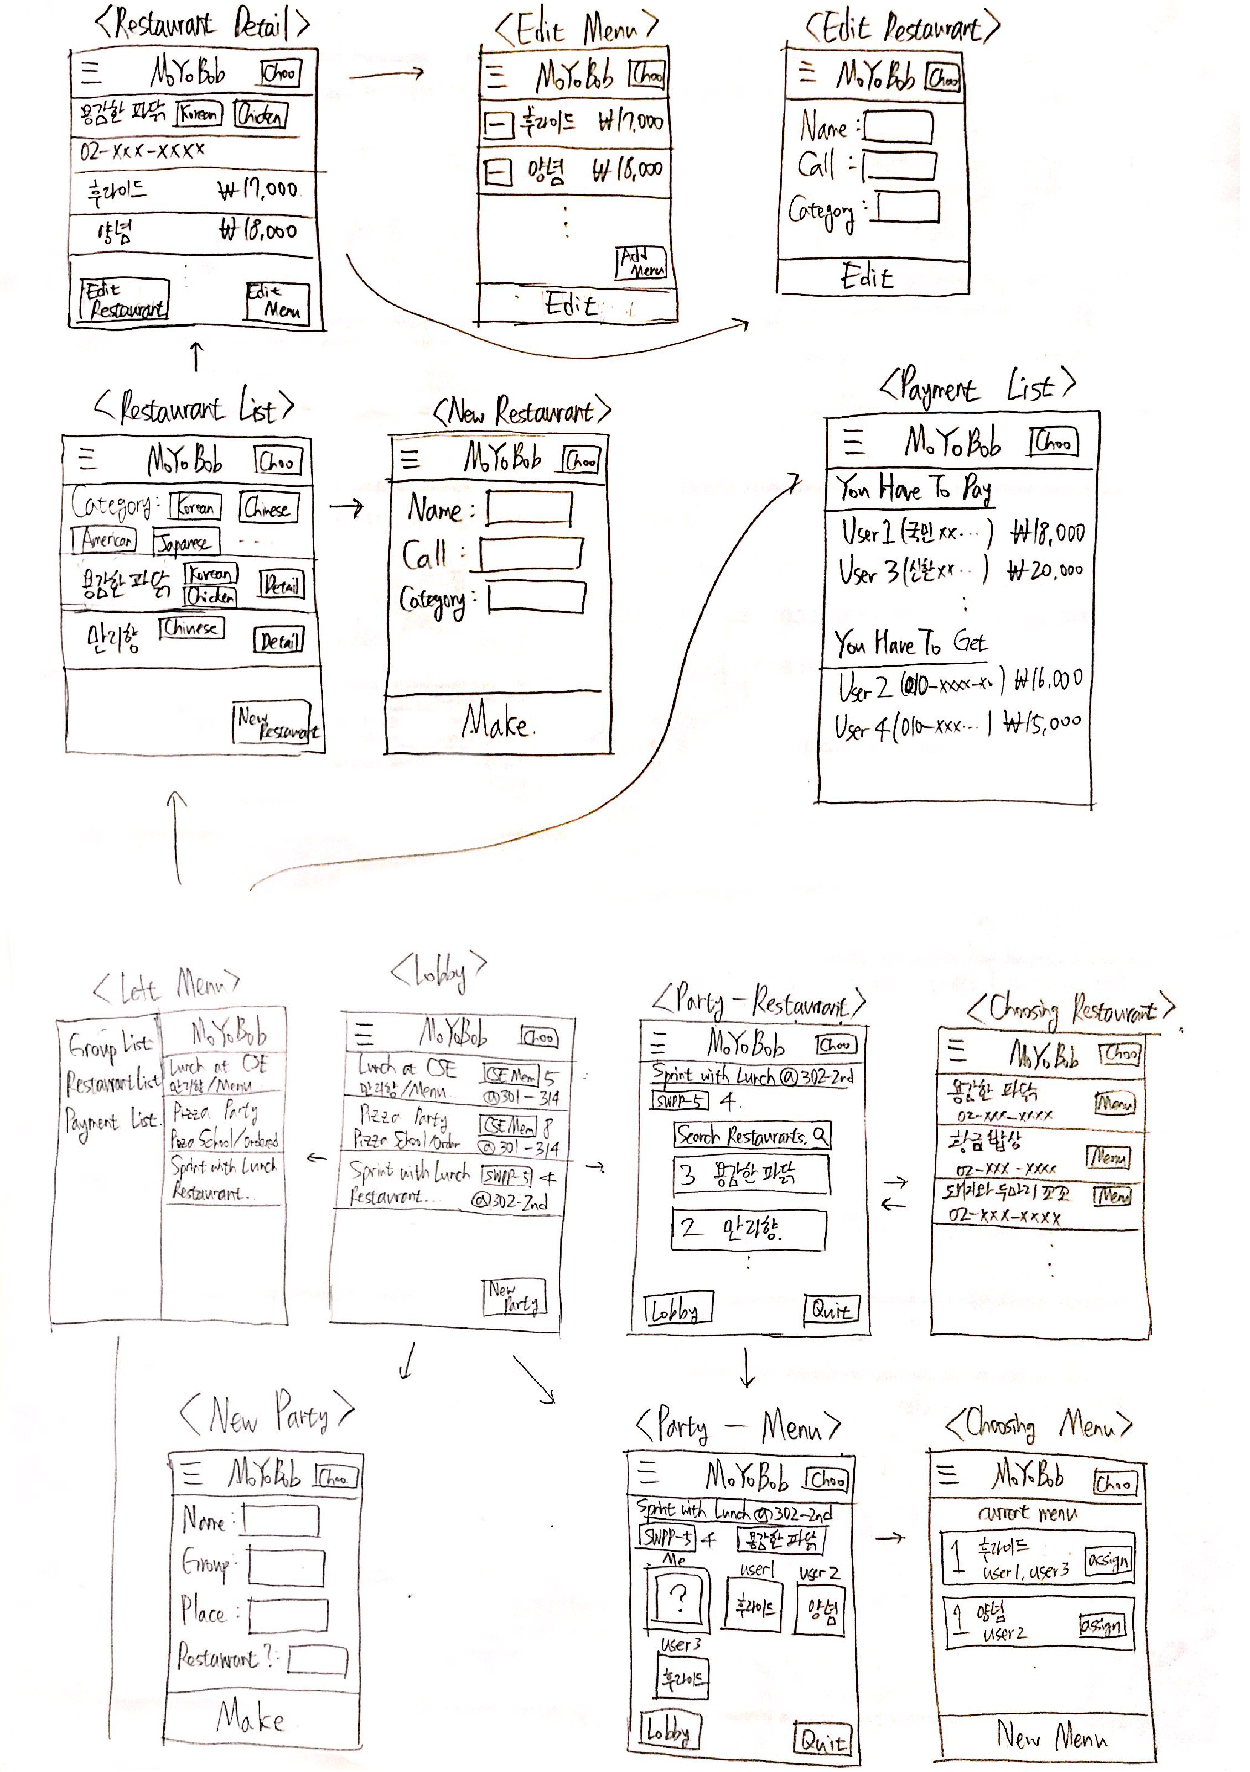 <Restaurant Detail>
☰ MoYoBob Choo
용감한 파닭 Korean Chicken
02-xxx-xxxx
후라이드 ₩17,000
양념 ₩18,000
Edit Restaurant
Edit Menu
<Edit Menu>
☰ MoYoBob Choo
후라이드 ₩17,000
양념 ₩18,000
Add Menu
Edit
<Edit Restaurant>
☰ MoYoBob Choo
Name :
Call :
Category :
Edit
<Restaurant List>
☰ MoYoBob Choo
Category : Korean Chinese
American Japanese ....
용감한 파닭 Korean Chicken Detail
만리향 Chinese Detail
New Restaurant
<New Restaurant>
☰ MoYoBob Choo
Name :
Call :
Category :
Make.
<Payment List>
☰ MoYoBob Choo
You Have To Pay
User 1 (국민 xx...) ₩18,000
User 3 (신한 xx...) ₩20,000
You Have To Get
User 2 (010-xxxx-x.) ₩16,000
User 4 (010-xxx...) ₩15,000
<Left Menu>
Group List
Restaurant List
Payment List
MoYoBob
Lunch at CSE
만리향/Menu
Pizza Party
Pizza School/Ordered
Sprint with Lunch
Restaurant...
<Lobby>
☰ MoYoBob Choo
Lunch at CSE CSE Mem 5
만리향/Menu @301-314
Pizza Party CSE Mem 8
Pizza School/Order @301-314
Sprint with Lunch SWPP-5 4
Restaurant... @302-2nd
New Party
<Party - Restaurant>
☰ MoYoBob Choo
Sprint with Lunch @302-2nd
SWPP-5 4
Search Restaurants.
3 용감한 파닭
2 만리향.
Lobby
Quit
<Choosing Restaurant>
☰ MoYoBob Choo
용감한 파닭 Menu
02-xxx-xxxx
황금밥상 Menu
02-xxx-xxxx
돼지와 두마리 꼬꼬 Menu
02-xxx-xxxx
<New Party>
☰ MoYoBob Choo
Name :
Group :
Place :
Restaurant? :
Make
<Party - Menu>
☰ MoYoBob Choo
Sprint with Lunch @302-2nd
SWPP-5 4 용감한 파닭
Me user1 user2
? 후라이드 양념
user3
후라이드
Lobby
Quit
<Choosing Menu>
☰ MoYoBob Choo
current menu
1 후라이드
user1, user3 assign
1 양념
user2 assign
New Menu